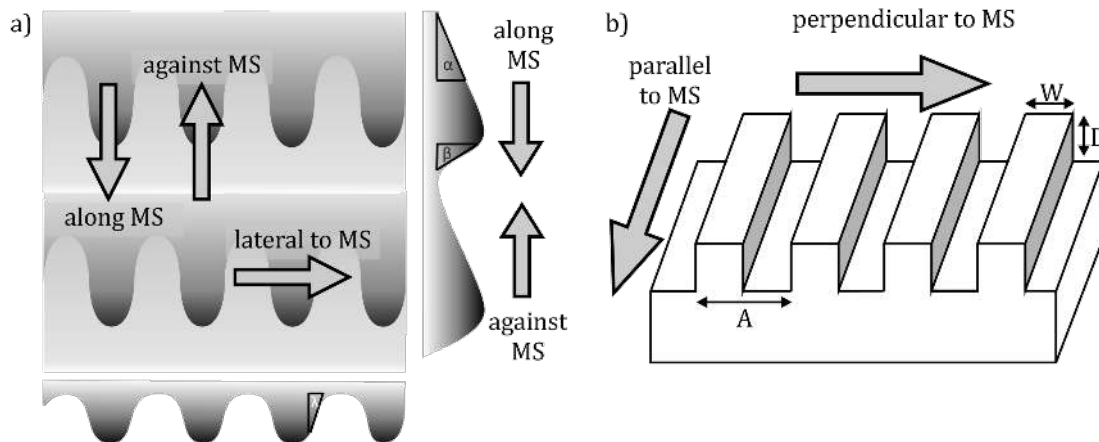 a)
against MS
along MS
lateral to MS
α
β
along
MS
against
MS
b)
perpendicular to MS
parallel
to MS
W
D
A